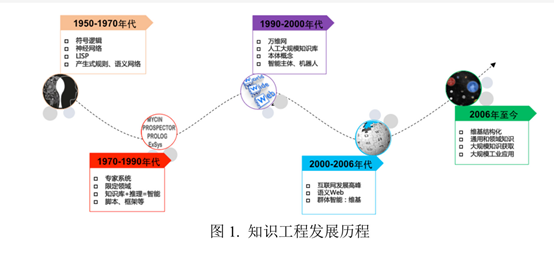 1950-1970年代
符号逻辑
神经网络
LISP
产生式规则、语义网络
MYCIN
PROSPECTOR
PROLOG
ExSys
1970-1990年代
专家系统
限定领域
知识库+推理=智能
脚本、框架等
1990-2000年代
万维网
人工大规模知识库
本体概念
智能主体、机器人
World
Wide
Web
2000-2006年代
互联网发展高峰
语义Web
群体智能：维基
2006年至今
维基结构化
通用和领域知识
大规模知识获取
大规模工业应用
图 1. 知识工程发展历程